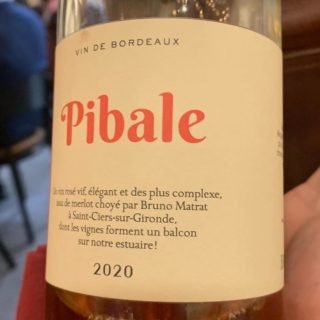 VIN DE BORDEAUX
Pibale
Un vin rosé vif, élégant et des plus complexe,
de merlot choyé par Bruno Matrat
à Saint-Ciers-sur-Gironde,
dont les vignes forment un balcon
sur notre estuaire!
2020